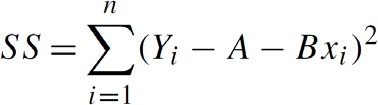 SS = \sum_{i=1}^{n} (Y_i - A - Bx_i)^2